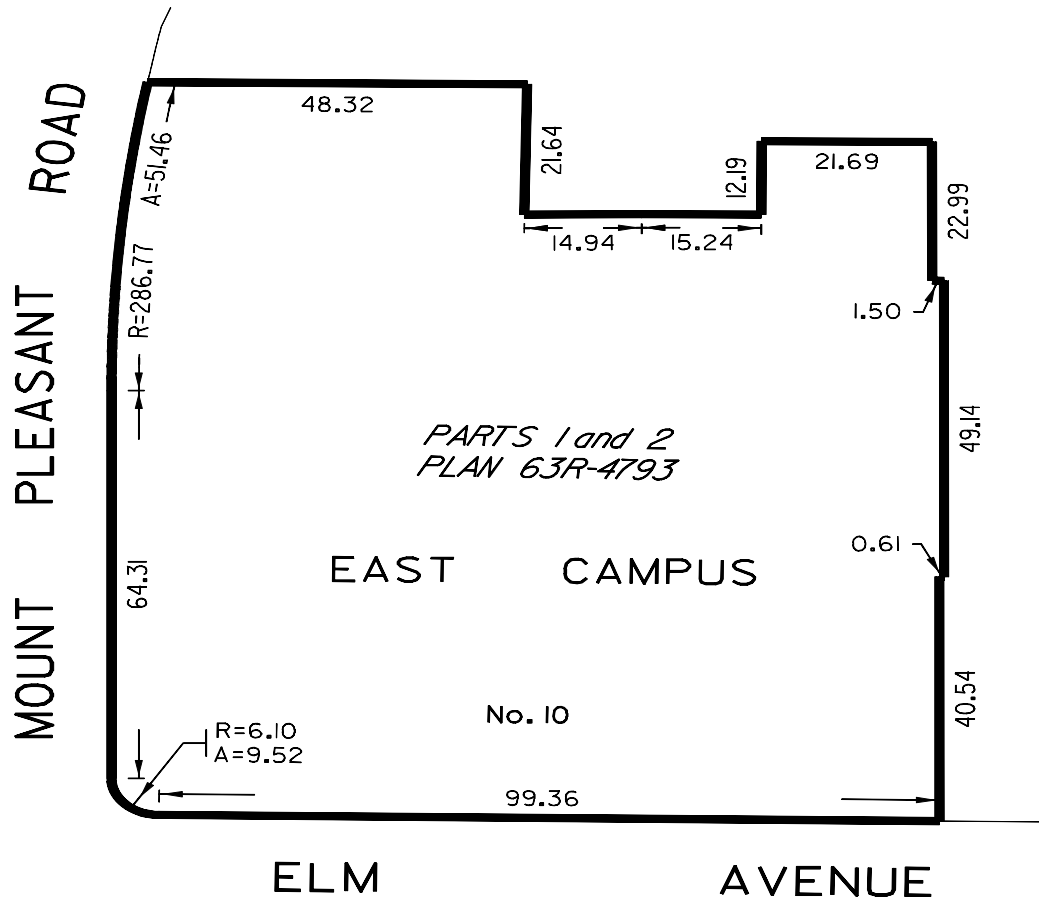 48.32
21.64
12.19
21.69
22.99
14.94
15.24
1.50
A=51.46
R=286.77
MOUNT PLEASANT ROAD
PARTS 1 and 2
PLAN 63R-4793
49.14
0.61
EAST CAMPUS
64.31
No. 10
40.54
R=6.10
A=9.52
99.36
ELM AVENUE